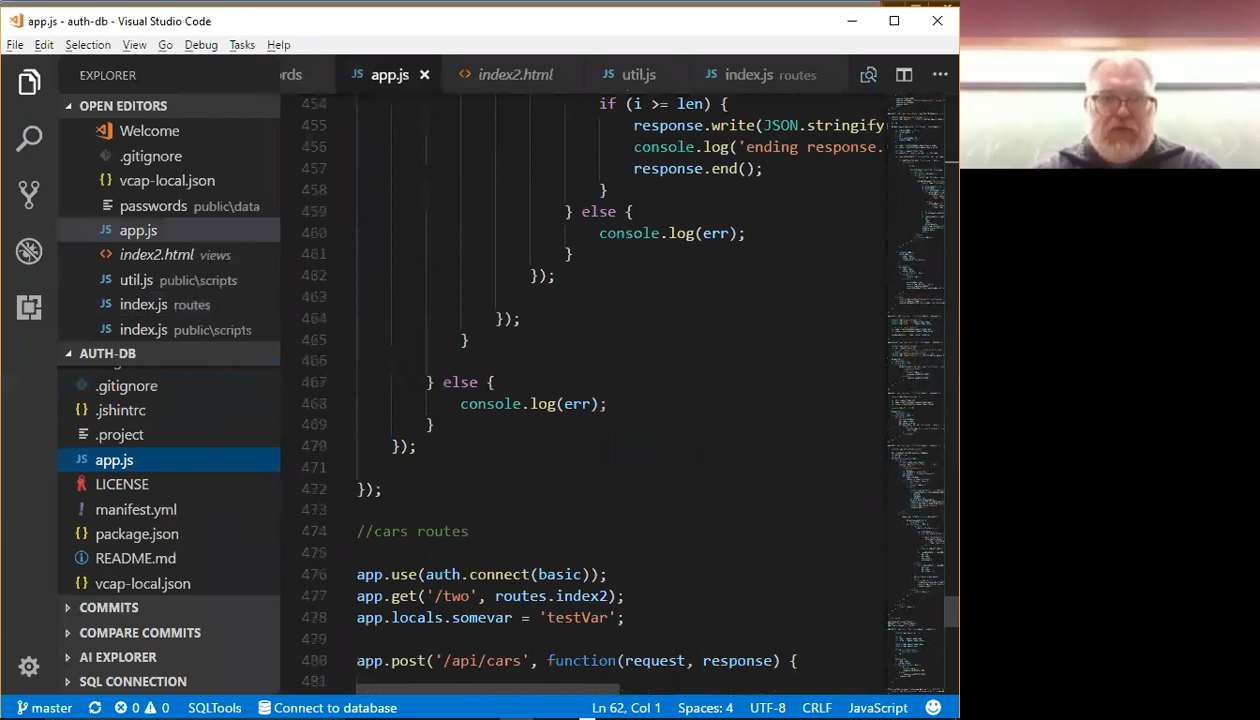 app.js - auth-db - Visual Studio Code
File Edit Selection View Go Debug Tasks Help
EXPLORER
rds app.js index2.html util.js index.js routes
OPEN EDITORS
Welcome
.gitignore
vcap-local.json
passwords public\data
app.js
index2.html views
util.js public\scripts
index.js routes
index.js public\scripts
AUTH-DB
.gitignore
.jshintrc
.project
app.js
LICENSE
manifest.yml
package.json
README.md
vcap-local.json
COMMITS
COMPARE COMMITS
AI EXPLORER
SQL CONNECTION
454 if (i >= len) {
455 response.write(JSON.stringify
456 console.log('ending response.
457 response.end();
458 }
459 } else {
460 console.log(err);
461 }
462 });
463
464 });
465 }
466
467 } else {
468 console.log(err);
469 }
470 });
471
472 });
473
474 //cars routes
475
476 app.use(auth.connect(basic));
477 app.get('/two', routes.index2);
478 app.locals.somevar = 'testVar';
479
480 app.post('/api/cars', function(request, response) {
481
master 0 0 SQLTools Connect to database Ln 62, Col 1 Spaces: 4 UTF-8 CRLF JavaScript